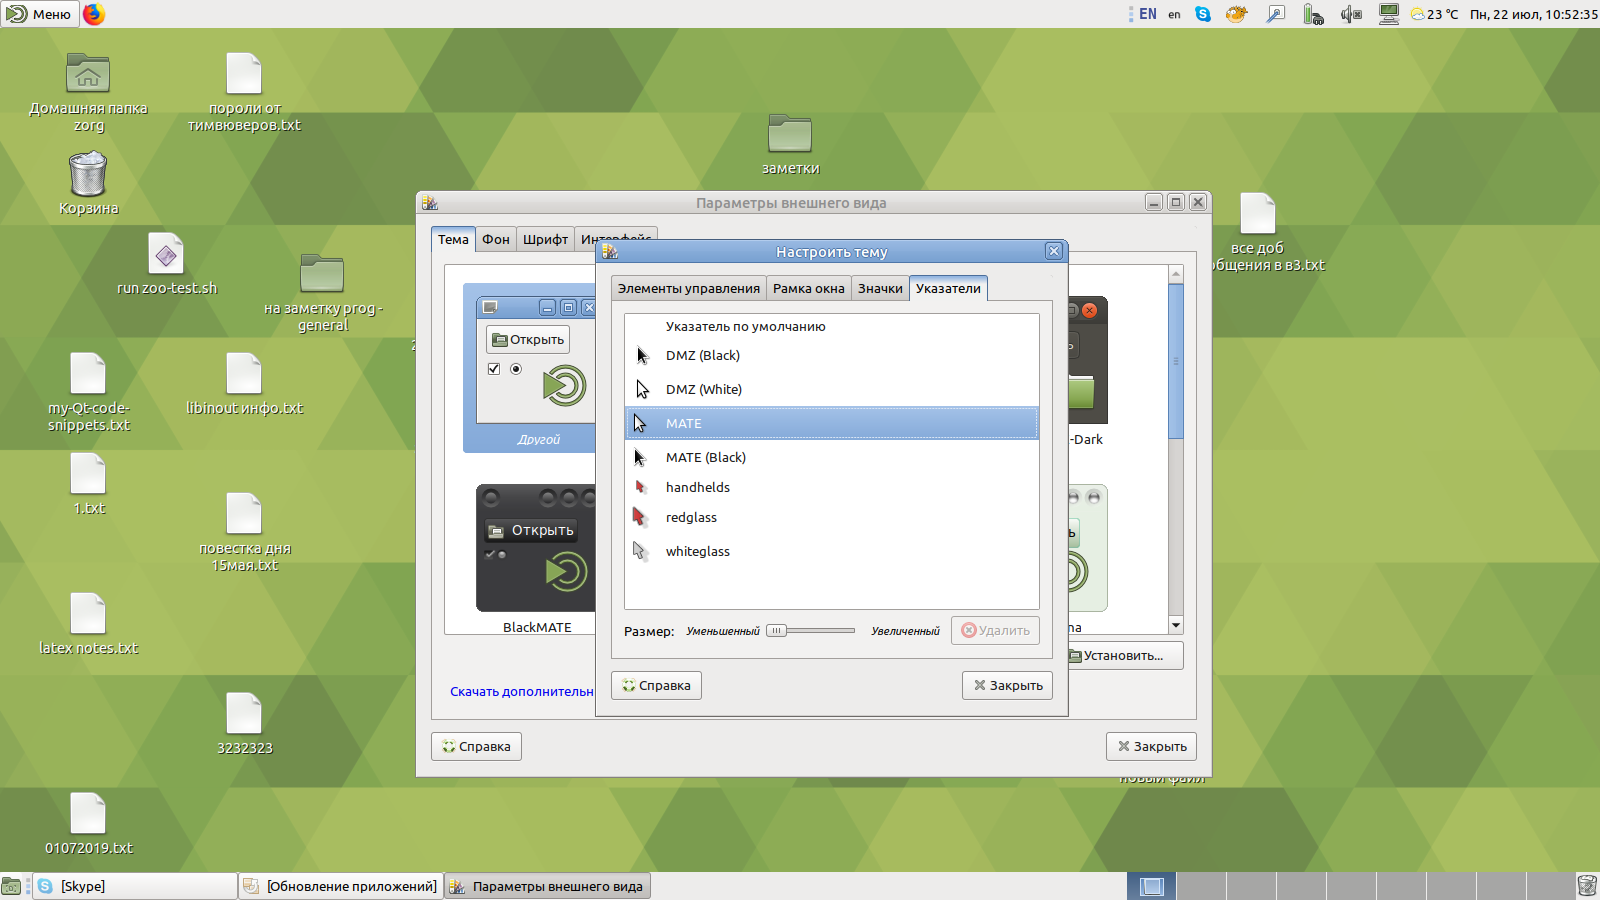 Меню
EN
en
23 °C
Пн, 22 июл, 10:52:35
Домашняя папка
zorg
пороли от
тимвюверов.txt
Корзина
заметки
run zoo-test.sh
на заметку prog -
general
все доб
общения в в3.txt
my-Qt-code-
snippets.txt
libinout инфо.txt
1.txt
повестка дня
15мая.txt
latex notes.txt
3232323
01072019.txt
Параметры внешнего вида
Тема
Фон
Шрифт
Интерфейс
Открыть
Другой
Открыть
BlackMATE
-Dark
na
Скачать дополнительн
Установить...
Справка
Закрыть
Настроить тему
Элементы управления
Рамка окна
Значки
Указатели
Указатель по умолчанию
DMZ (Black)
DMZ (White)
MATE
MATE (Black)
handhelds
redglass
whiteglass
Размер:
Уменьшенный
Увеличенный
Удалить
Справка
Закрыть
[Skype]
[Обновление приложений]
Параметры внешнего вида